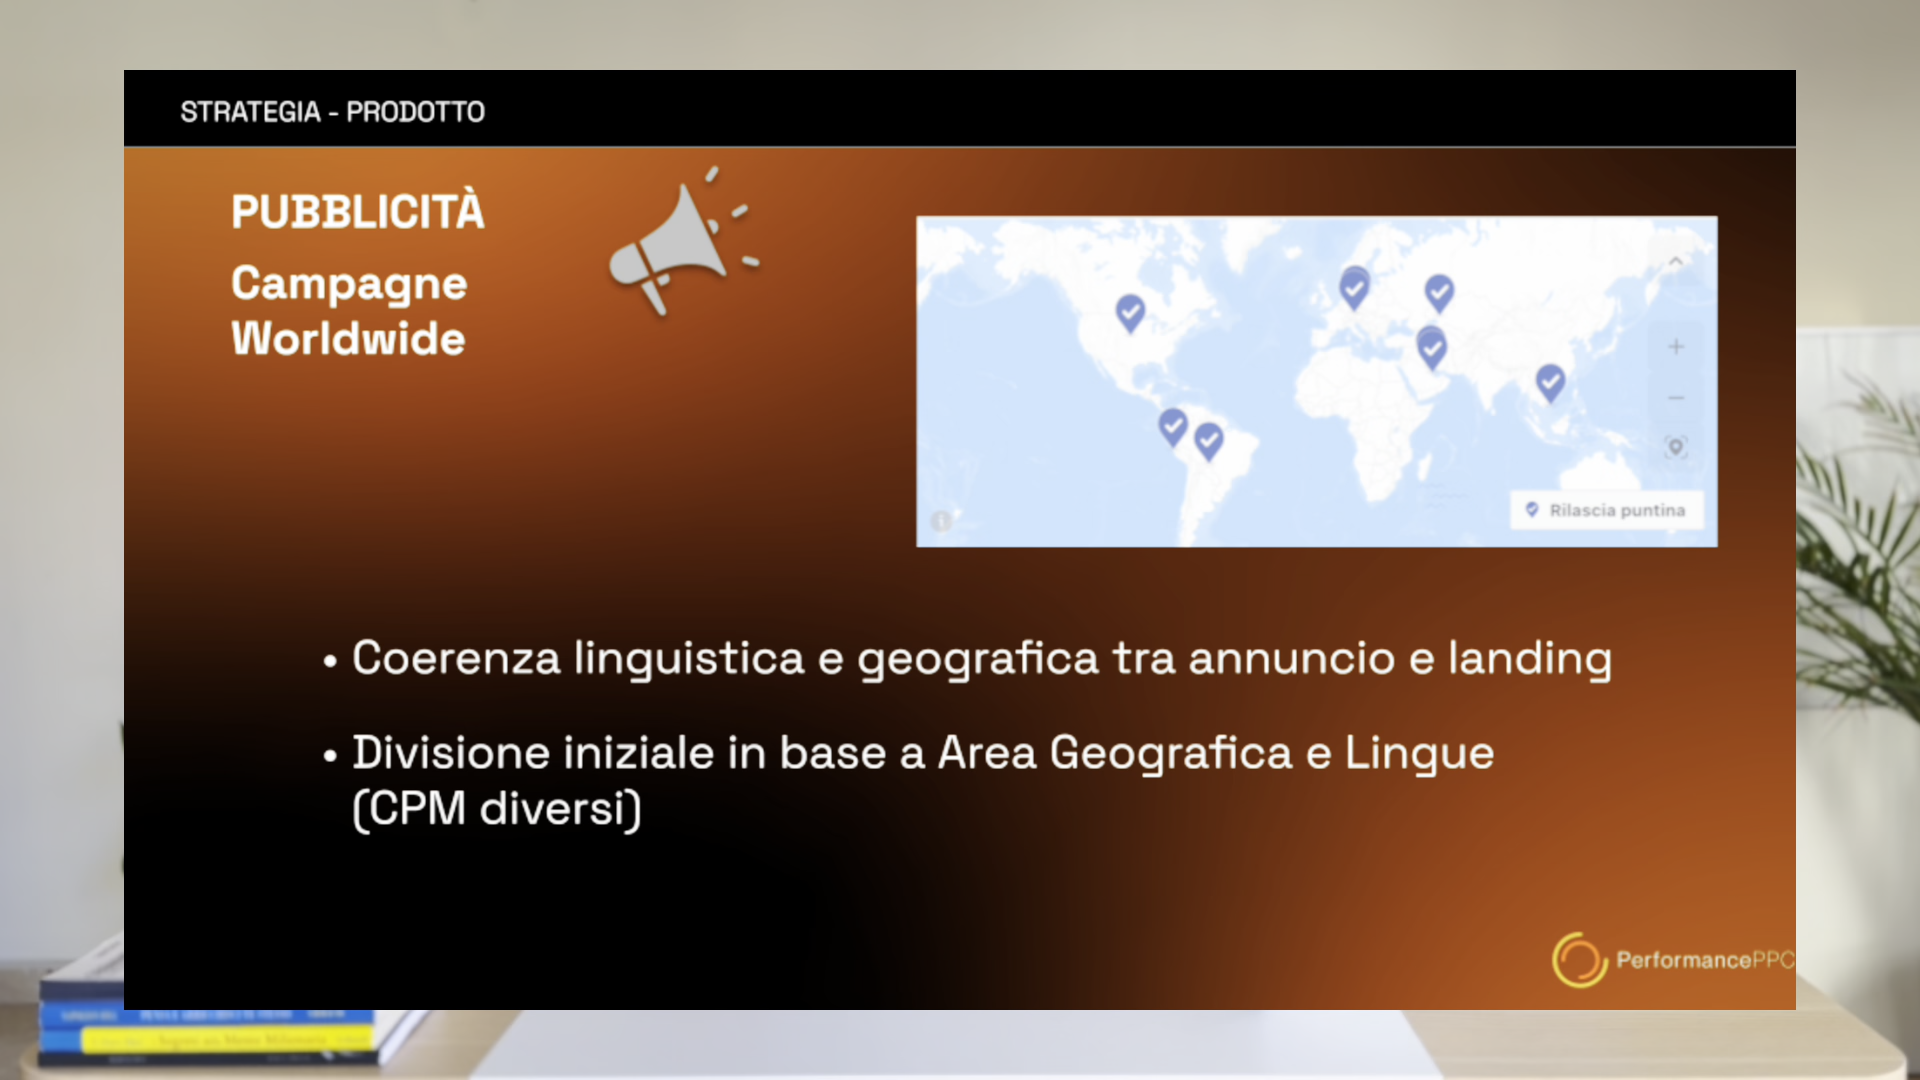 STRATEGIA - PRODOTTO
PUBBLICITÀ
Campagne
Worldwide
Rilascia puntina
• Coerenza linguistica e geografica tra annuncio e landing
• Divisione iniziale in base a Area Geografica e Lingue
(CPM diversi)
PerformancePPC